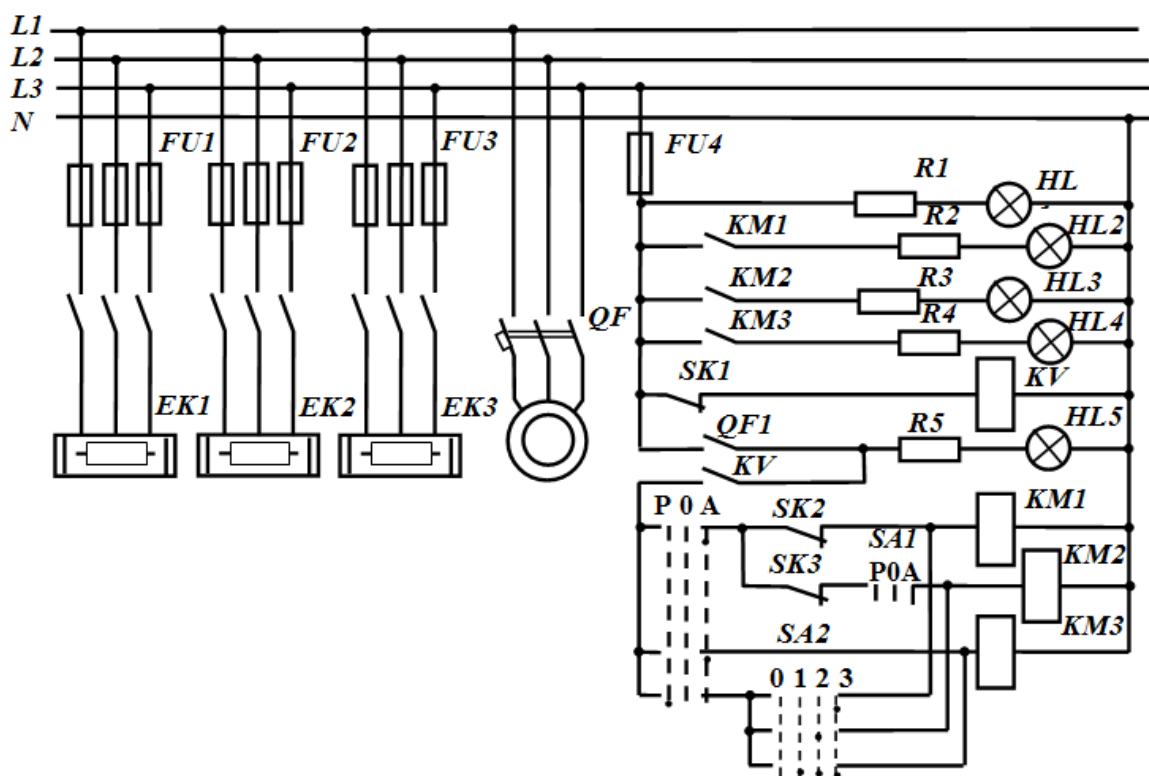 L1
L2
L3
N
FU1 FU2 FU3 FU4
R1 HL
KM1 R2 HL2
KM2 R3 HL3
QF KM3 R4 HL4
SK1 KV
EK1 EK2 EK3 QF1 R5 HL5
KV
P 0 A SK2 KM1
SA1
SK3 P0A KM2
SA2 KM3
0 1 2 3